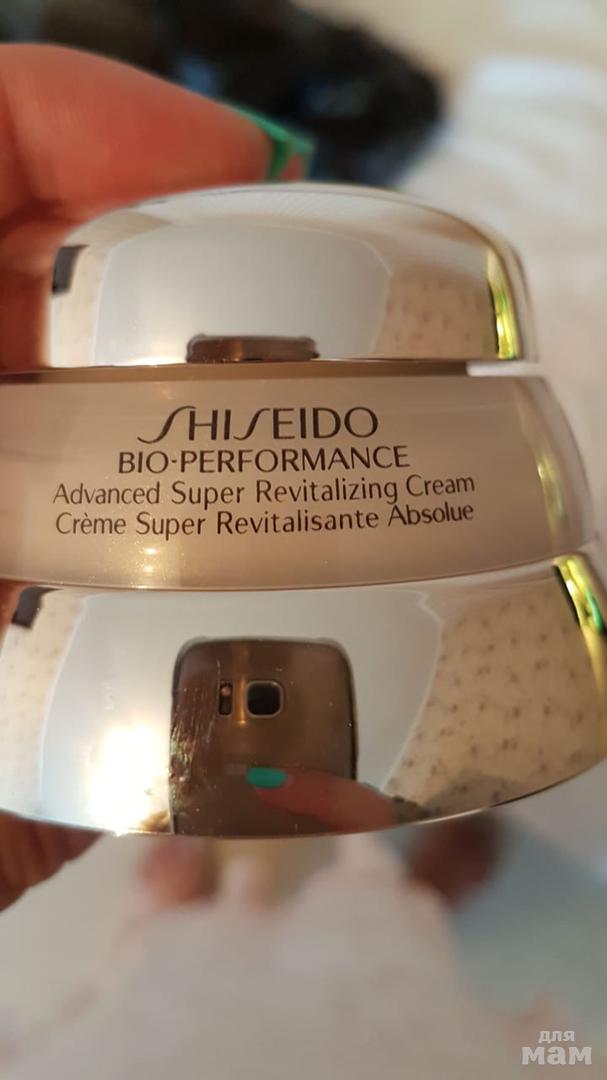 SHISEIDO
BIO-PERFORMANCE
Advanced Super Revitalizing Cream
Crème Super Revitalisante Absolue
для
мам